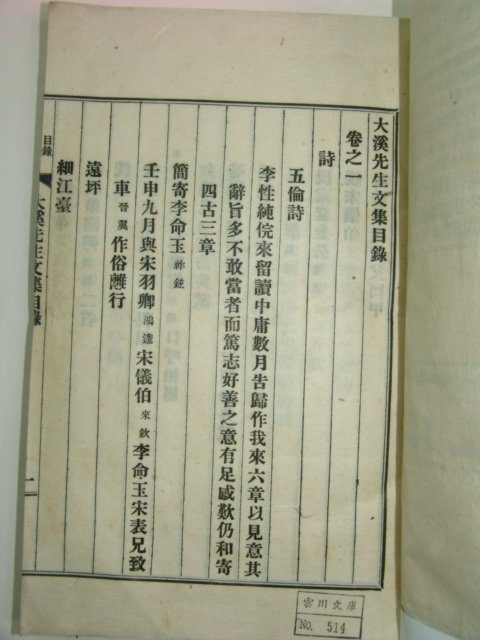 大溪先生文集目錄
卷之一
詩
五倫詩
李性純俒來留讀中庸數月告歸作我來六章以見意其
辭旨多不敢當者而篤志好善之意有足感歎仍和寄
四古三章
簡寄李命玉
壬申九月與宋羽卿鴻逵宋儀伯來欽李命玉宋表兄致
車晉翼作俗離行
遠坪
細江臺
目錄
大溪先生文集目錄
一
雲川文庫
No. 514